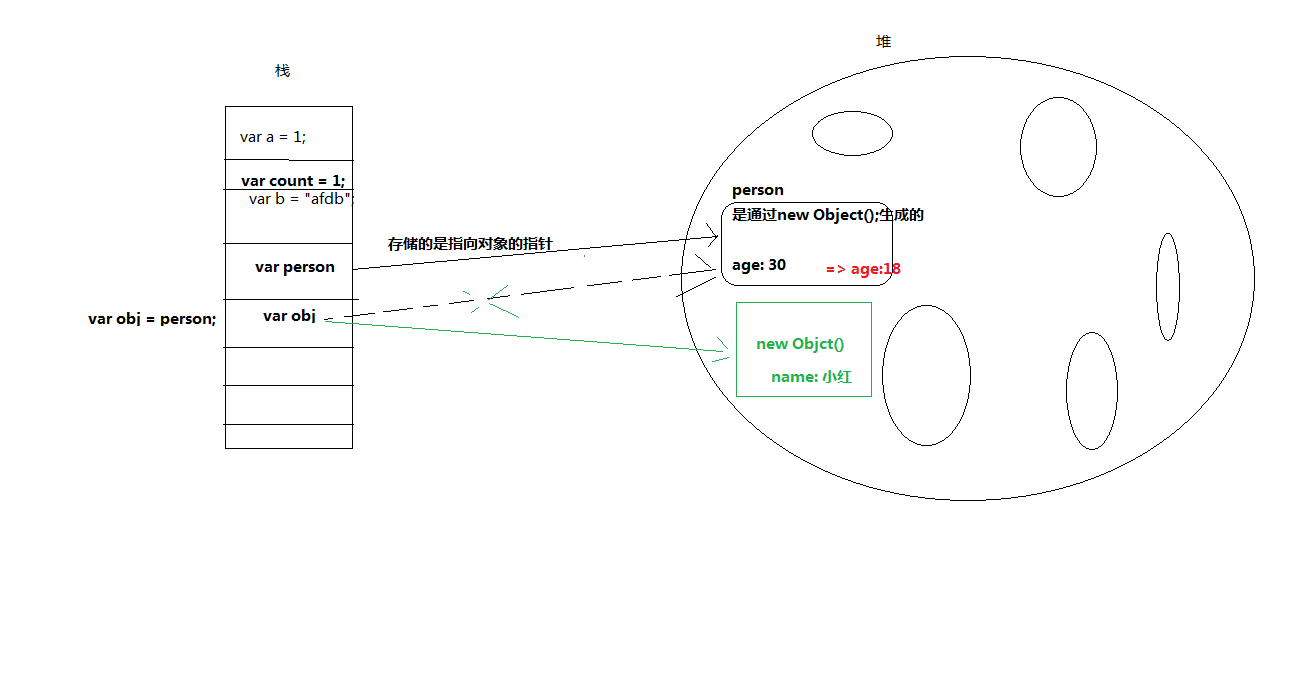 堆
栈
var a = 1;
var count = 1;
var b = "afdb";
person
是通过new Object();生成的
存储的是指向对象的指针
var person
age: 30
=> age:18
var obj = person;
var obj
new Objct()
name: 小红